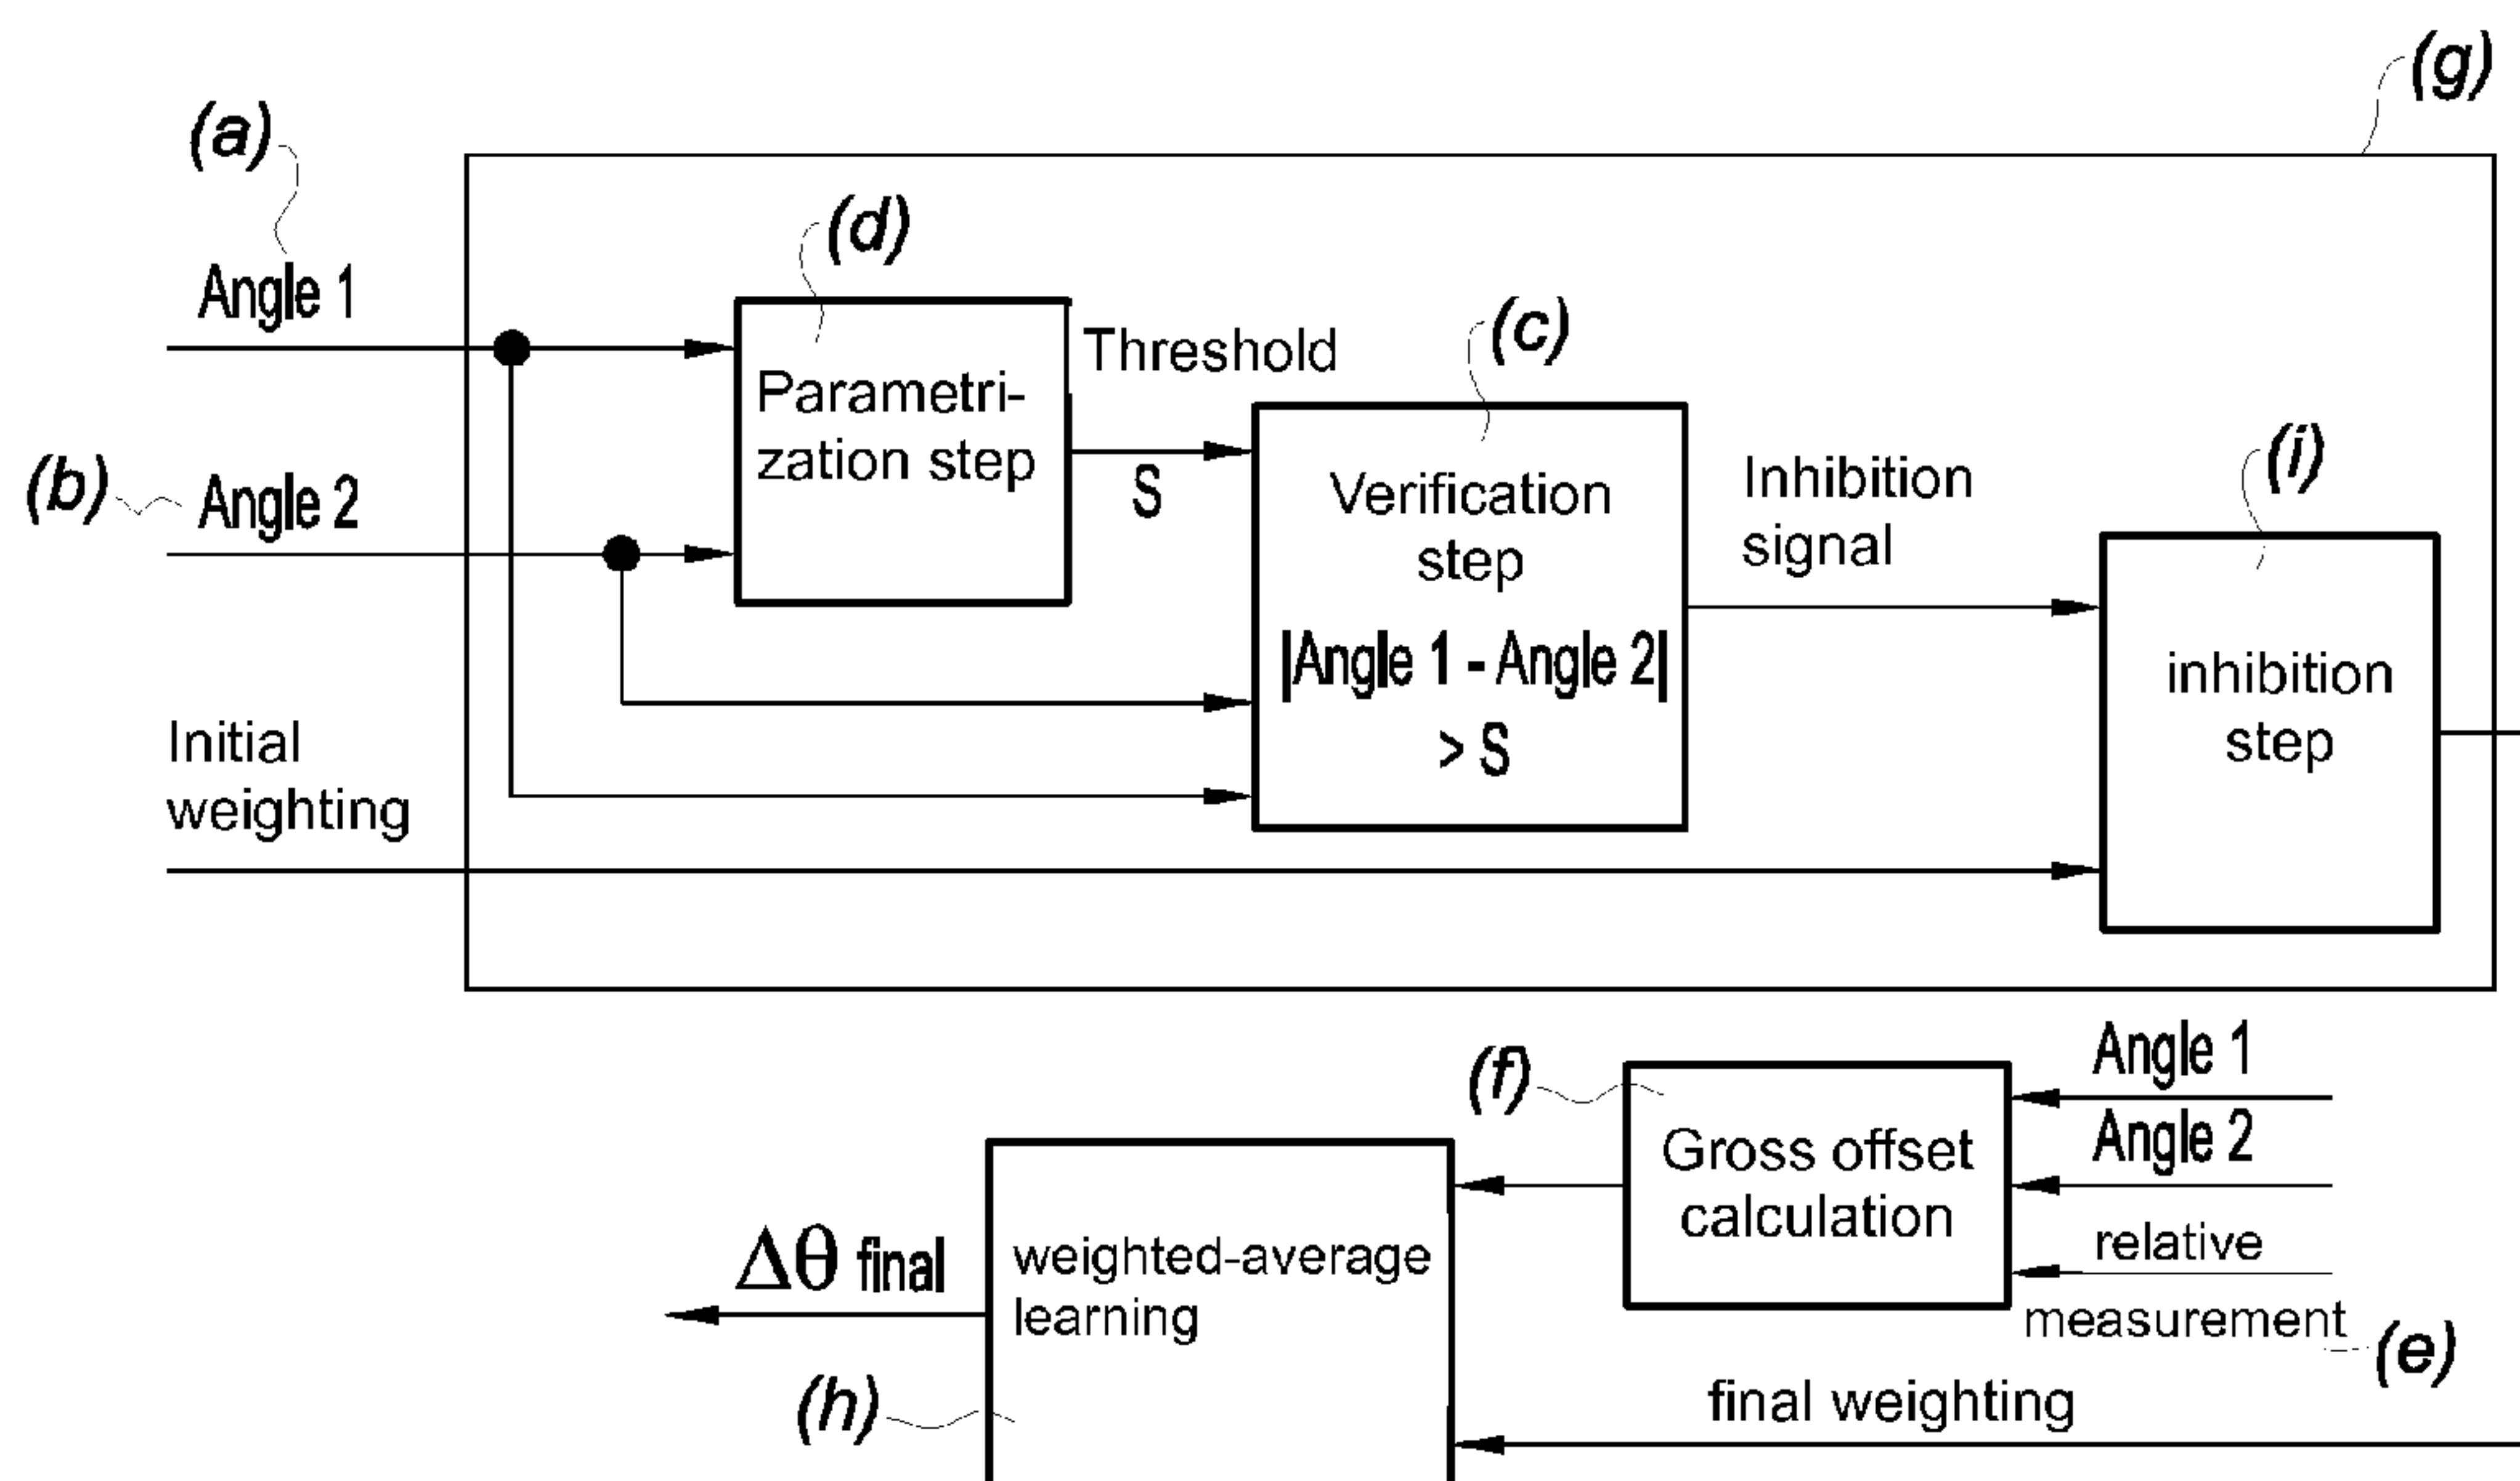 (g)
(a)
(d)
Angle 1
(c)
Threshold
Parametri-
zation step
(b)
Angle 2
S
(i)
Inhibition
signal
Verification
step
|Angle 1 - Angle 2|
> S
inhibition
step
Initial
weighting
Angle 1
(f)
Angle 2
Gross offset
calculation
relative
measurement
(e)
weighted-average
learning
Δθ final
(h)
final weighting